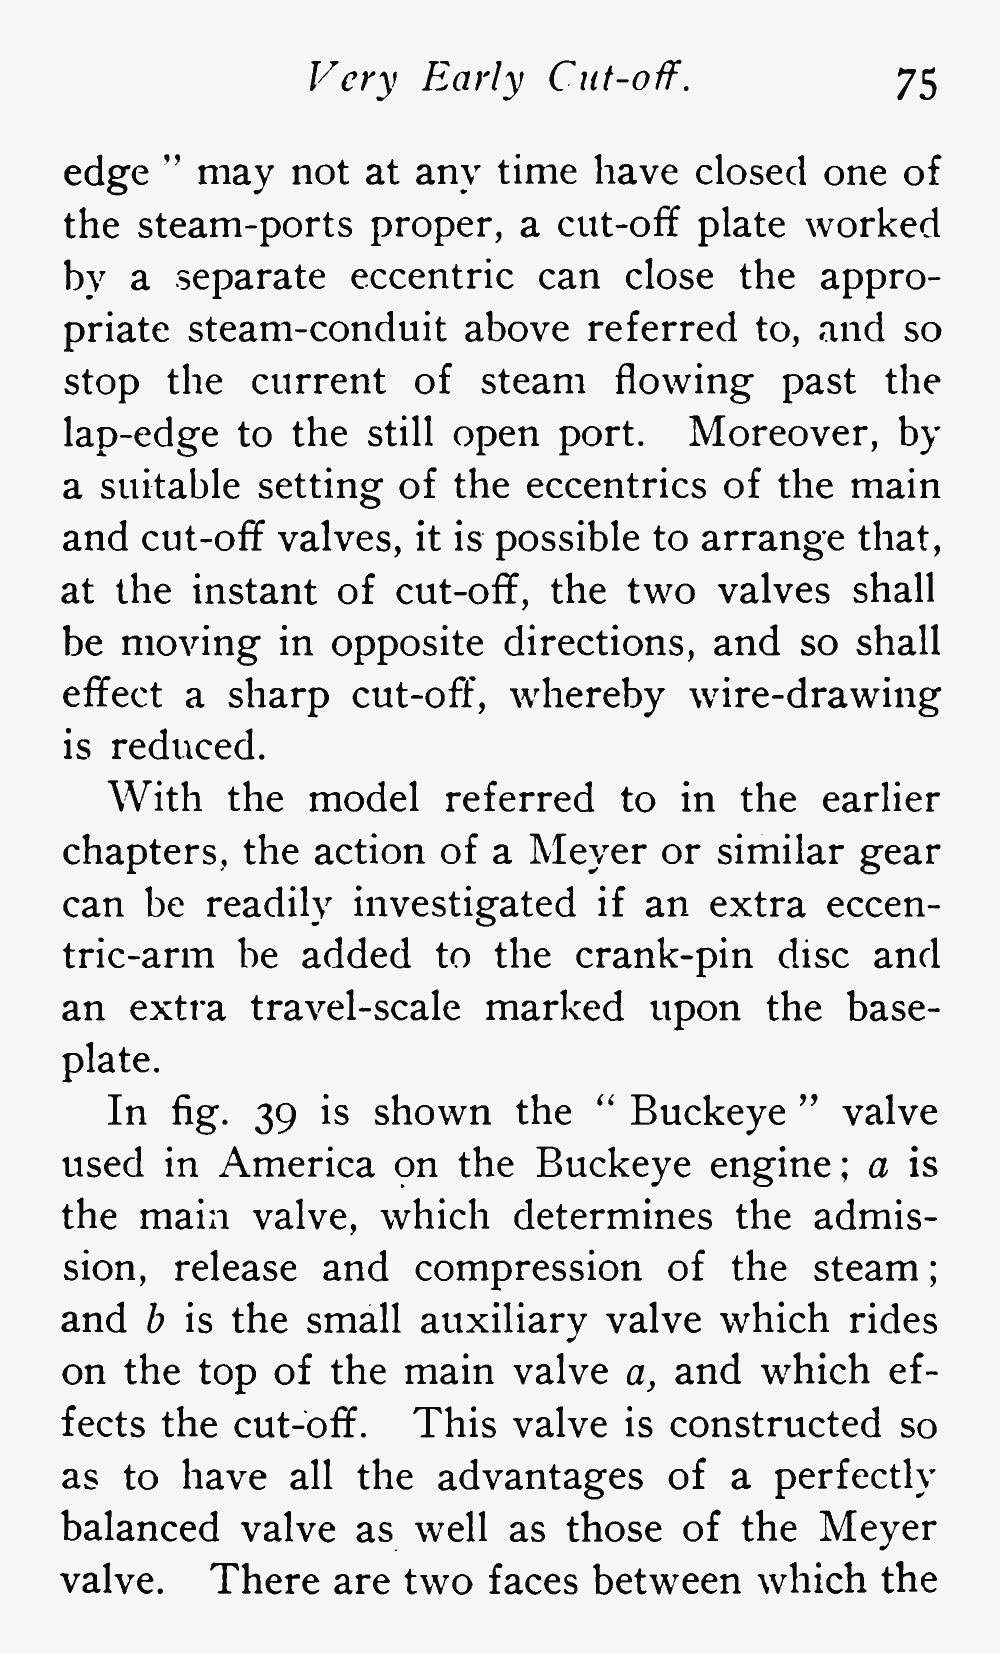 Very Early Cut-off. 75
edge " may not at any time have closed one of
the steam-ports proper, a cut-off plate worked
by a separate eccentric can close the appro-
priate steam-conduit above referred to, and so
stop the current of steam flowing past the
lap-edge to the still open port. Moreover, by
a suitable setting of the eccentrics of the main
and cut-off valves, it is possible to arrange that,
at the instant of cut-off, the two valves shall
be moving in opposite directions, and so shall
effect a sharp cut-off, whereby wire-drawing
is reduced.
With the model referred to in the earlier
chapters, the action of a Meyer or similar gear
can be readily investigated if an extra eccen-
tric-arm be added to the crank-pin disc and
an extra travel-scale marked upon the base-
plate.
In fig. 39 is shown the " Buckeye " valve
used in America on the Buckeye engine; a is
the main valve, which determines the admis-
sion, release and compression of the steam;
and b is the small auxiliary valve which rides
on the top of the main valve a, and which ef-
fects the cut-off. This valve is constructed so
as to have all the advantages of a perfectly
balanced valve as well as those of the Meyer
valve. There are two faces between which the